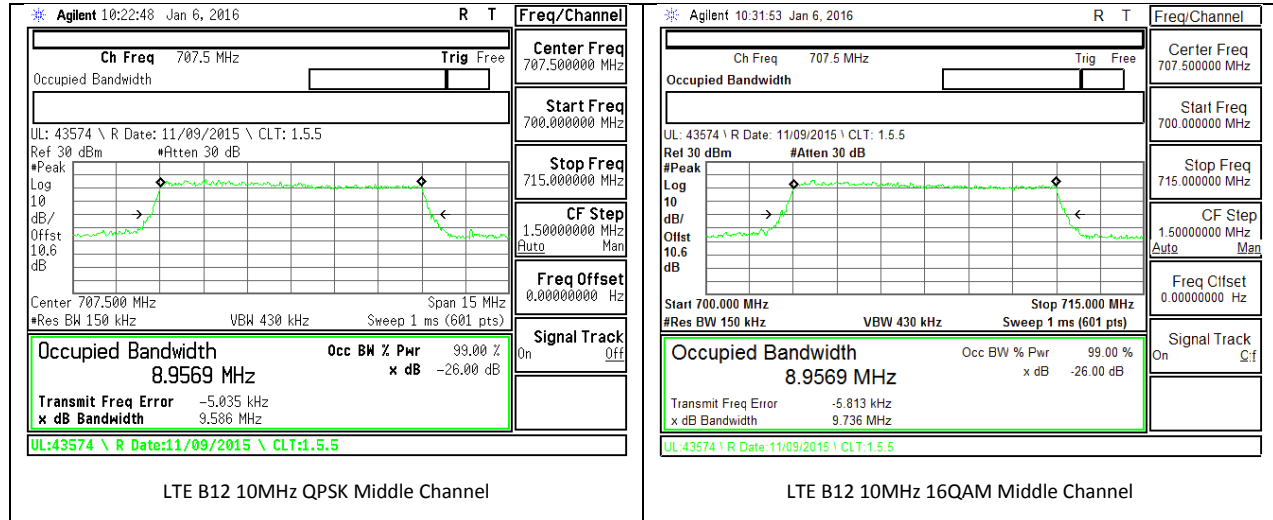 Agilent 10:22:48 Jan 6, 2016 R T Freq/Channel
Ch Freq 707.5 MHz Trig Free
Occupied Bandwidth
Center Freq
707.500000 MHz
Start Freq
700.000000 MHz
UL: 43574 \ R Date: 11/09/2015 \ CLT: 1.5.5
Ref 30 dBm #Atten 30 dB
#Peak
Log
10
dB/
Offst
10.6
dB
Stop Freq
715.000000 MHz
CF Step
1.50000000 MHz
Auto Man
Freq Offset
0.00000000 Hz
Center 707.500 MHz Span 15 MHz
#Res BW 150 kHz VBW 430 kHz Sweep 1 ms (601 pts)
Signal Track
On Off
Occupied Bandwidth Occ BW % Pwr 99.00 %
8.9569 MHz x dB -26.00 dB
Transmit Freq Error -5.035 kHz
x dB Bandwidth 9.586 MHz
UL:43574 \ R Date:11/09/2015 \ CLT:1.5.5
LTE B12 10MHz QPSK Middle Channel
Agilent 10:31:53 Jan 6, 2016 R T Freq/Channel
Ch Freq 707.5 MHz Trig Free
Occupied Bandwidth
Center Freq
707.500000 MHz
Start Freq
700.000000 MHz
UL: 43574 \ R Date: 11/09/2015 \ CLT: 1.5.5
Ref 30 dBm #Atten 30 dB
#Peak
Log
10
dB/
Offst
10.6
dB
Stop Freq
715.000000 MHz
CF Step
1.50000000 MHz
Auto Man
Freq Offset
0.00000000 Hz
Start 700.000 MHz Stop 715.000 MHz
#Res BW 150 kHz VBW 430 kHz Sweep 1 ms (601 pts)
Signal Track
On C:f
Occupied Bandwidth Occ BW % Pwr 99.00 %
8.9569 MHz x dB -26.00 dB
Transmit Freq Error -5.813 kHz
x dB Bandwidth 9.736 MHz
UL:43574 \ R Date:11/09/2015 \ CLT:1.5.5
LTE B12 10MHz 16QAM Middle Channel